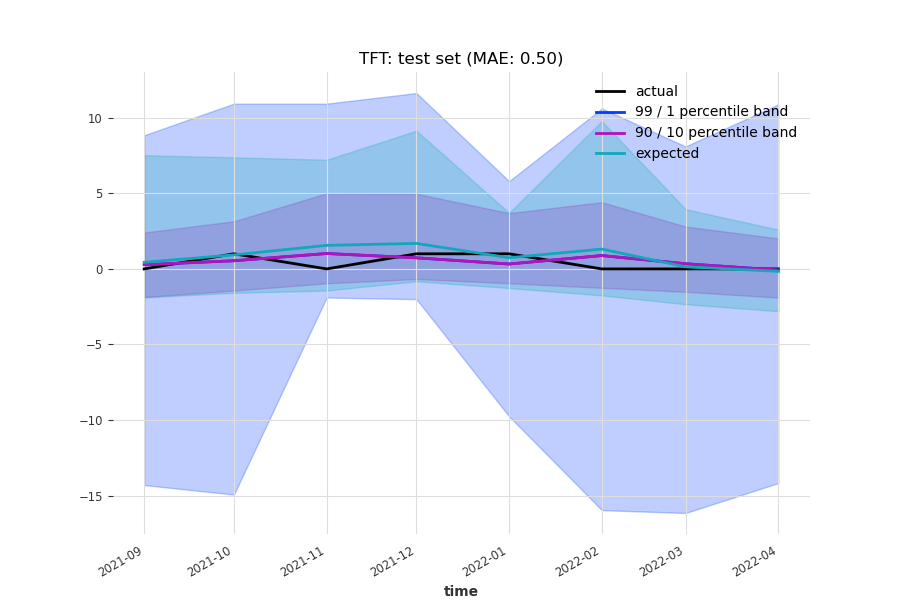 TFT: test set (MAE: 0.50)
actual
99 / 1 percentile band
90 / 10 percentile band
expected
10
5
0
−5
−10
−15
2021-09
2021-10
2021-11
2021-12
2022-01
2022-02
2022-03
2022-04
time